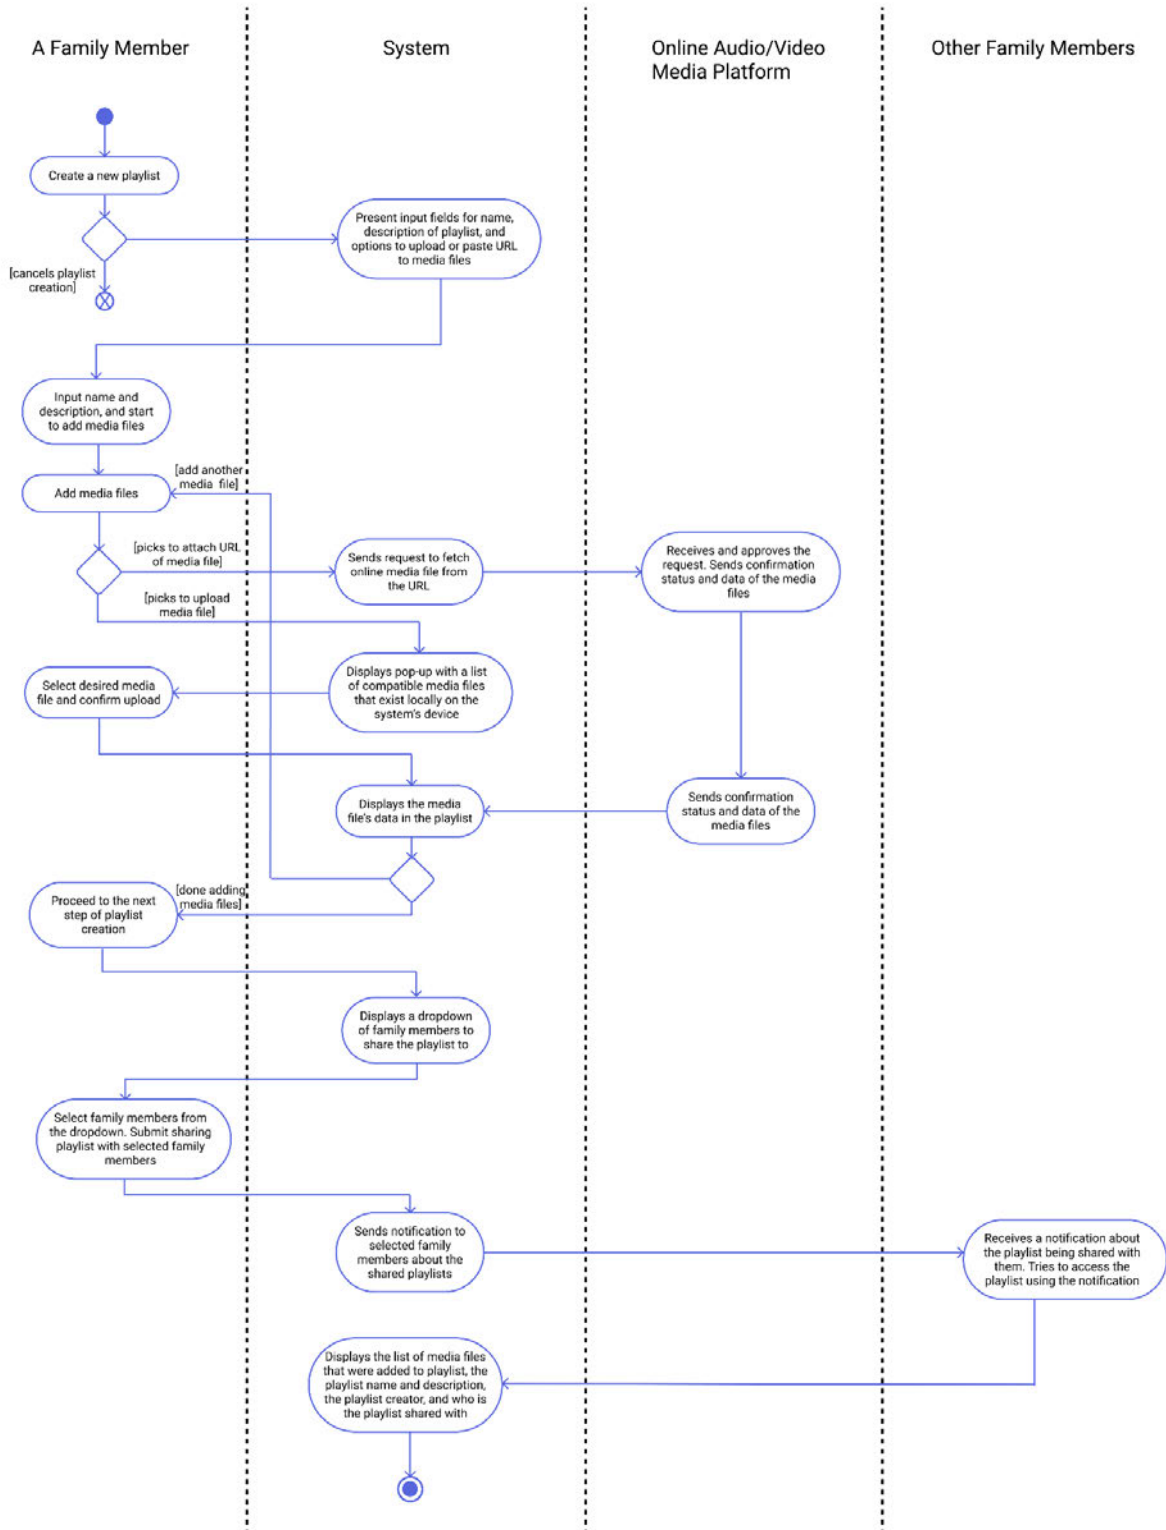 A Family Member
System
Online Audio/Video
Media Platform
Other Family Members
Create a new playlist
Present input fields for name,
description of playlist, and
options to upload or paste URL
to media files
[cancels playlist
creation]
Input name and
description, and start
to add media files
[add another
media file]
Add media files
[picks to attach URL
of media file]
Sends request to fetch
online media file from
the URL
Receives and approves the
request. Sends confirmation
status and data of the media
files
[picks to upload
media file]
Select desired media
file and confirm upload
Displays pop-up with a list
of compatible media files
that exist locally on the
system's device
Displays the media
file's data in the playlist
Sends confirmation
status and data of the
media files
[done adding
media files]
Proceed to the next
step of playlist
creation
Displays a dropdown
of family members to
share the playlist to
Select family members from
the dropdown. Submit sharing
playlist with selected family
members
Sends notification to
selected family
members about the
shared playlists
Receives a notification about
the playlist being shared with
them. Tries to access the
playlist using the notification
Displays the list of media files
that were added to playlist, the
playlist name and description,
the playlist creator, and who is
the playlist shared with